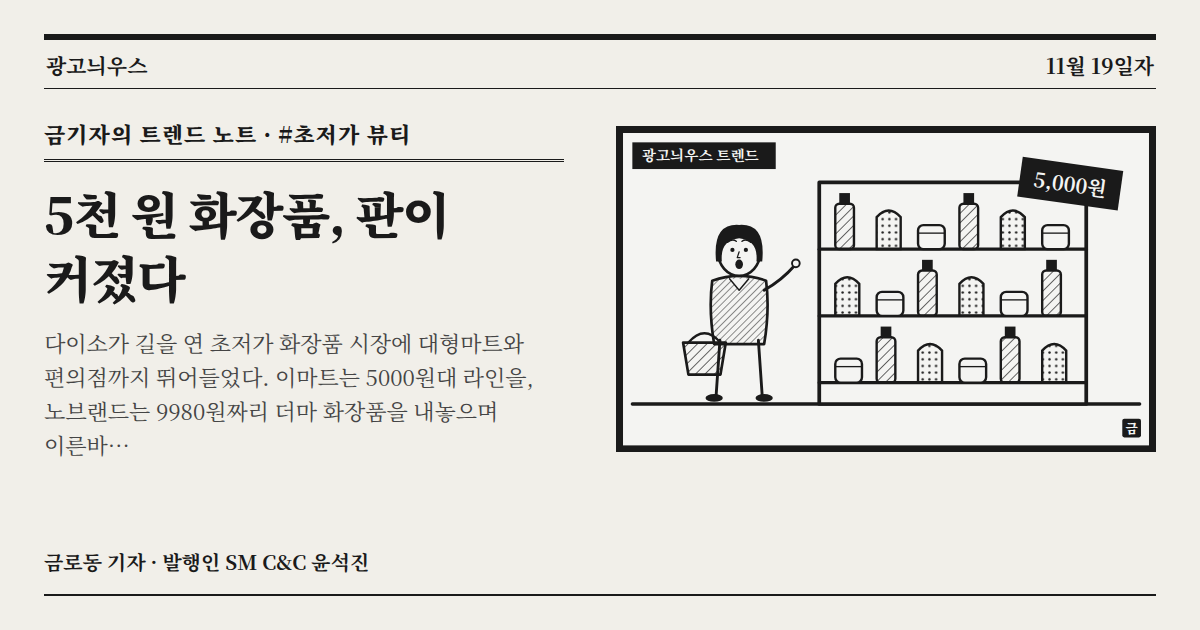 광고늬우스
11월 19일자
금기자의 트렌드 노트 · #초저가 뷰티
5천 원 화장품, 판이
커졌다
다이소가 길을 연 초저가 화장품 시장에 대형마트와
편의점까지 뛰어들었다. 이마트는 5000원대 라인을,
노브랜드는 9980원짜리 더마 화장품을 내놓으며
이른바…
광고늬우스 트렌드
5,000원
금
금로동 기자 · 발행인 SM C&C 윤석진